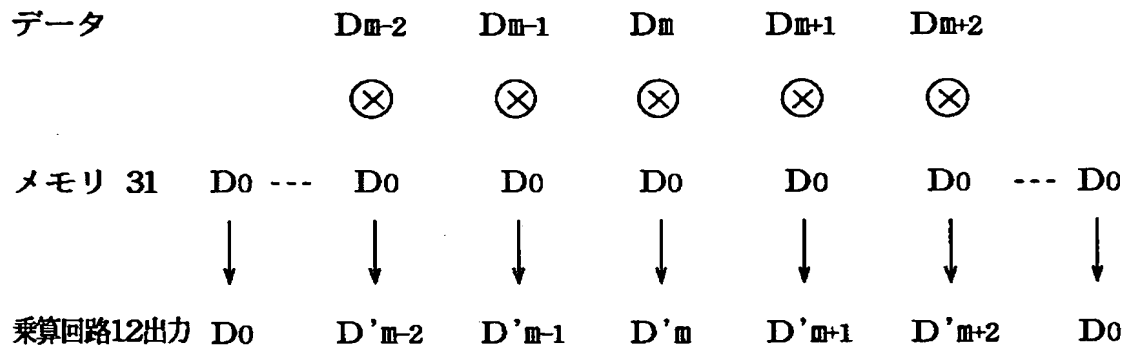 データ Dm-2 Dm-1 Dm Dm+1 Dm+2
⊗ ⊗ ⊗ ⊗ ⊗
メモリ 31 D0 --- D0 D0 D0 D0 D0 --- D0
乗算回路12出力 D0 D'm-2 D'm-1 D'm D'm+1 D'm+2 D0